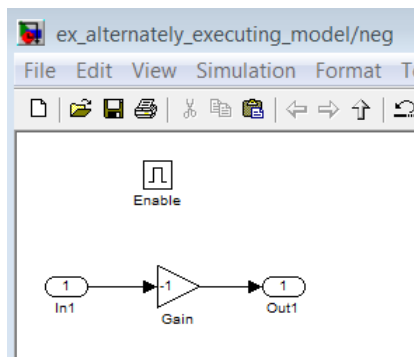 ex_alternately_executing_model/neg
File Edit View Simulation Format
Enable
1 -1 1
In1 Gain Out1